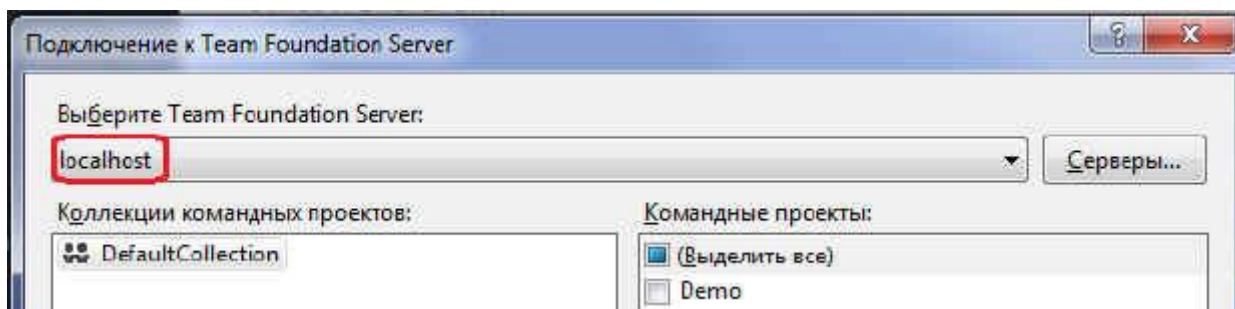 Подключение к Team Foundation Server
Выберите Team Foundation Server:
localhost
Серверы...
Коллекции командных проектов:
Командные проекты:
DefaultCollection
(Выделить все)
Demo